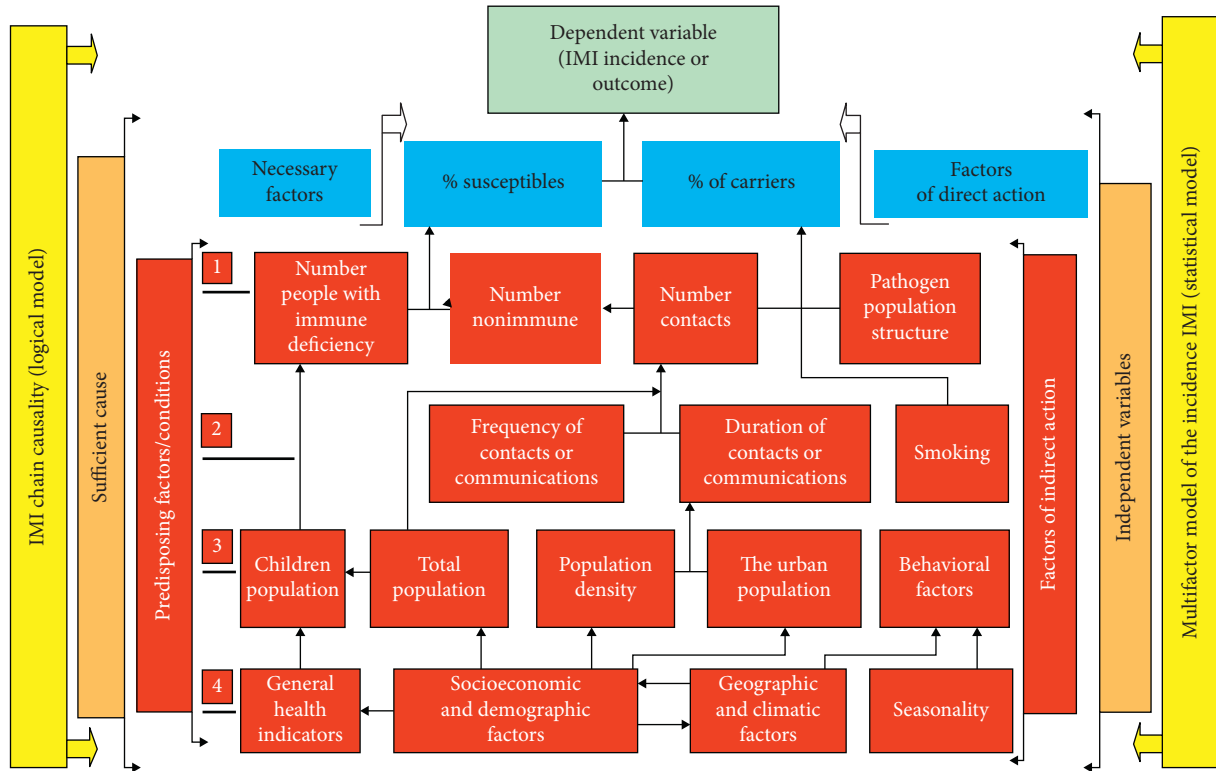 Dependent variable
(IMI incidence or
outcome)
Necessary
factors
% susceptibles
% of carriers
Factors
of direct action
1
Number
people with
immune
deficiency
Number
nonimmune
Number
contacts
Pathogen
population
structure
2
Frequency of
contacts or
communications
Duration of
contacts or
communications
Smoking
3
Children
population
Total
population
Population
density
The urban
population
Behavioral
factors
4
General
health
indicators
Socioeconomic
and demographic
factors
Geographic
and climatic
factors
Seasonality
IMI chain causality (logical model)
Sufficient cause
Predisposing factors/conditions
Factors of indirect action
Independent variables
Multifactor model of the incidence IMI (statistical model)